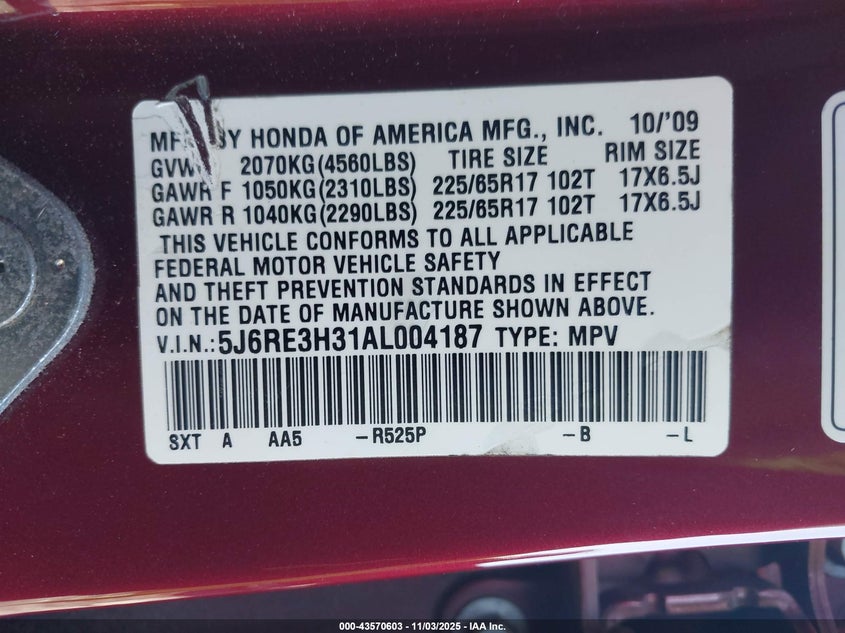 BY HONDA OF AMERICA MFG., INC. 10/'09
2070KG(4560LBS) TIRE SIZE RIM SIZE
GAWR F 1050KG(2310LBS) 225/65R17 102T 17X6.5J
GAWR R 1040KG(2290LBS) 225/65R17 102T 17X6.5J
THIS VEHICLE CONFORMS TO ALL APPLICABLE
FEDERAL MOTOR VEHICLE SAFETY
AND THEFT PREVENTION STANDARDS IN EFFECT
ON THE DATE OF MANUFACTURE SHOWN ABOVE.
V.I.N.:5J6RE3H31AL004187 TYPE: MPV
SXT A AA5 -R525P -B -L
000-43570603 - 11/03/2025 - IAA Inc.